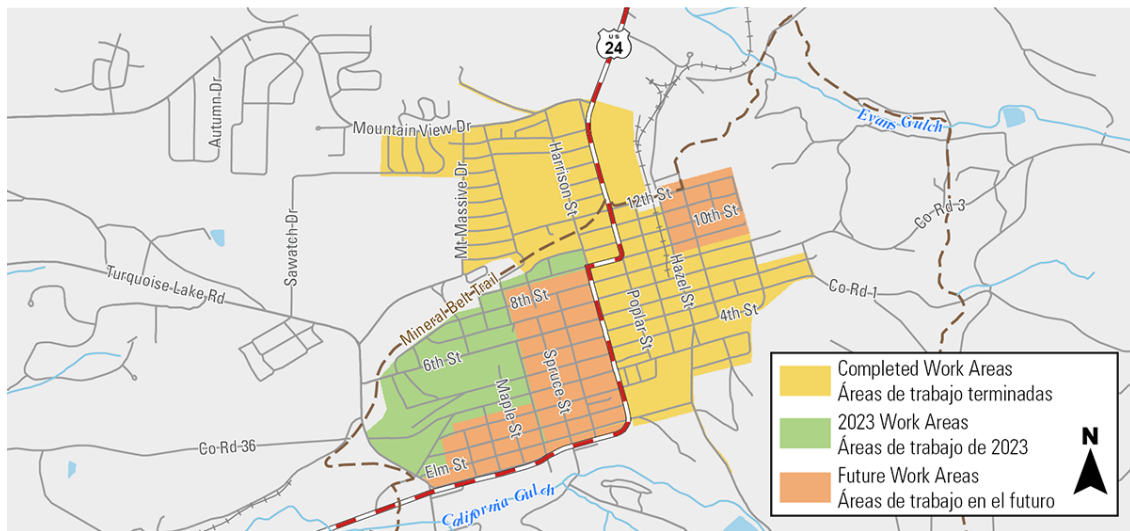 US
24
Autumn Dr
Mountain View Dr
Evans Gulch
Harrison St
Mt Massive Dr
12th St
10th St
Co Rd 3
Sawatch Dr
Turquoise Lake Rd
Hazel St
Co Rd 1
Mineral Belt Trail
8th St
Poplar St
4th St
6th St
Spruce St
Maple St
Co Rd 36
Elm St
California Gulch
Completed Work Areas
Áreas de trabajo terminadas
2023 Work Areas
Áreas de trabajo de 2023
Future Work Areas
Áreas de trabajo en el futuro
N